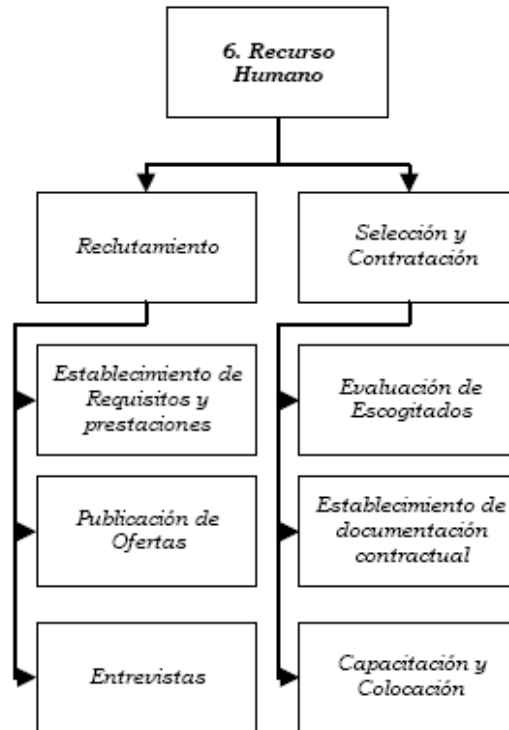 6. Recurso
Humano
Reclutamiento
Selección y
Contratación
Establecimiento de
Requisitos y
prestaciones
Evaluación de
Escogitados
Publicación de
Ofertas
Establecimiento de
documentación
contractual
Entrevistas
Capacitación y
Colocación